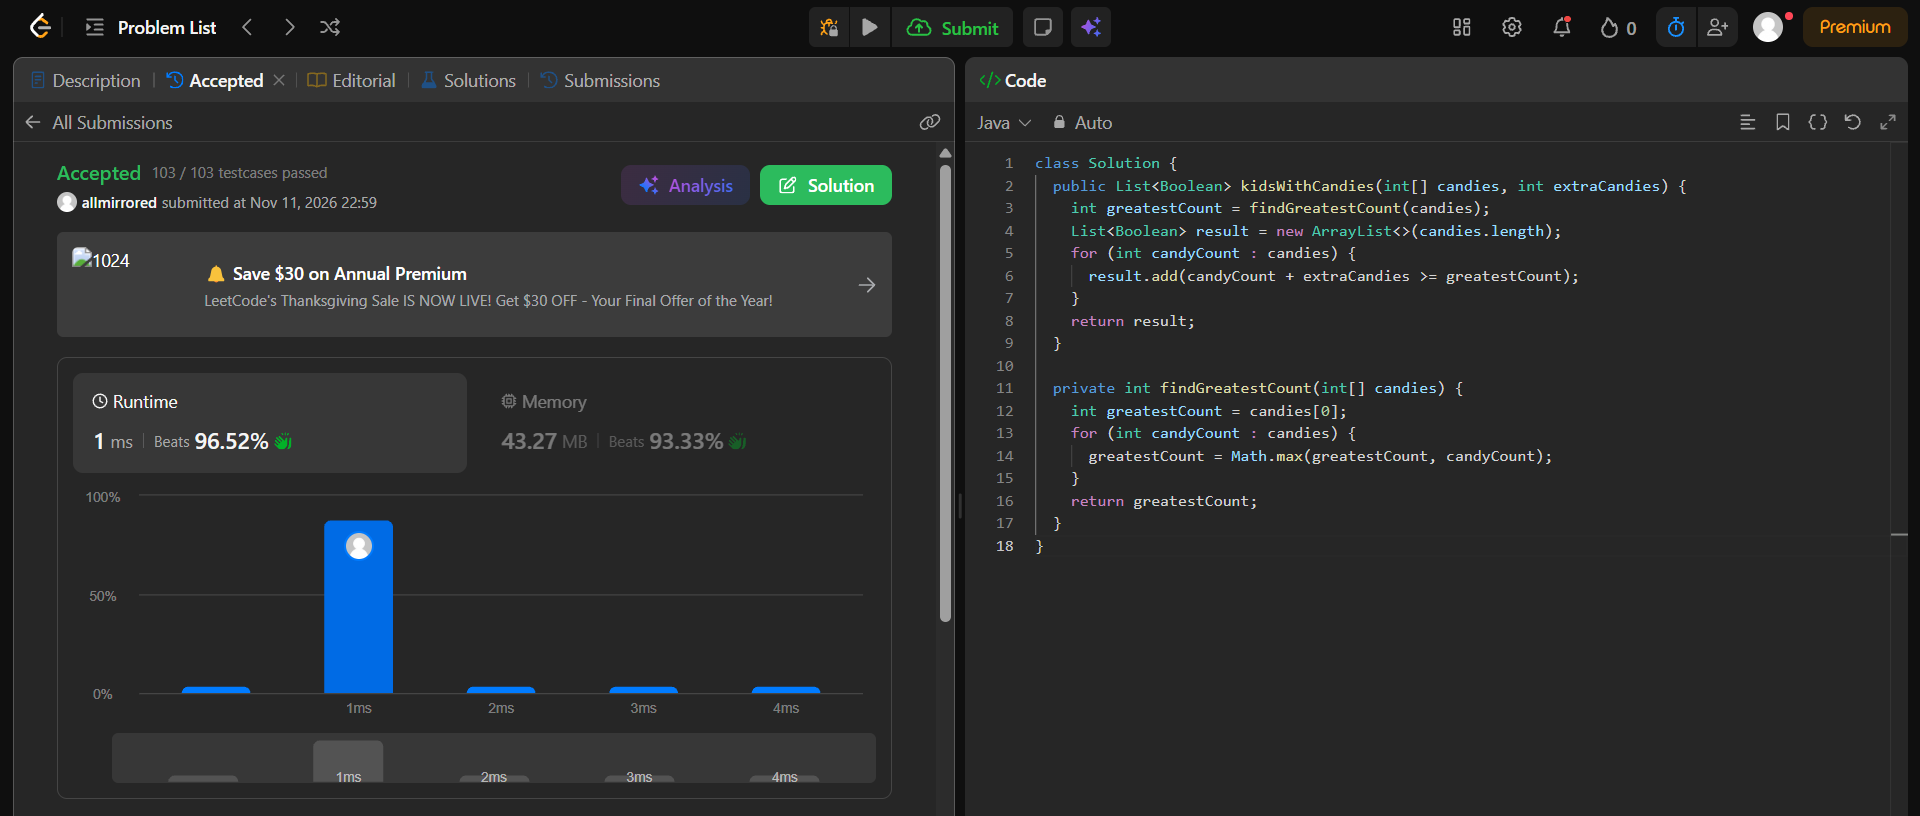 Problem List
Submit
0
Premium
Description
Accepted
Editorial
Solutions
Submissions
All Submissions
Accepted 103 / 103 testcases passed
allmirrored submitted at Nov 11, 2026 22:59
Analysis
Solution
1024
Save $30 on Annual Premium
LeetCode's Thanksgiving Sale IS NOW LIVE! Get $30 OFF - Your Final Offer of the Year!
Runtime
1 ms Beats 96.52%
Memory
43.27 MB Beats 93.33%
100%
50%
0%
1ms 2ms 3ms 4ms
1ms 2ms 3ms 4ms
</> Code
Java Auto
1 class Solution {
2 public List<Boolean> kidsWithCandies(int[] candies, int extraCandies) {
3 int greatestCount = findGreatestCount(candies);
4 List<Boolean> result = new ArrayList<>(candies.length);
5 for (int candyCount : candies) {
6 result.add(candyCount + extraCandies >= greatestCount);
7 }
8 return result;
9 }
10
11 private int findGreatestCount(int[] candies) {
12 int greatestCount = candies[0];
13 for (int candyCount : candies) {
14 greatestCount = Math.max(greatestCount, candyCount);
15 }
16 return greatestCount;
17 }
18 }